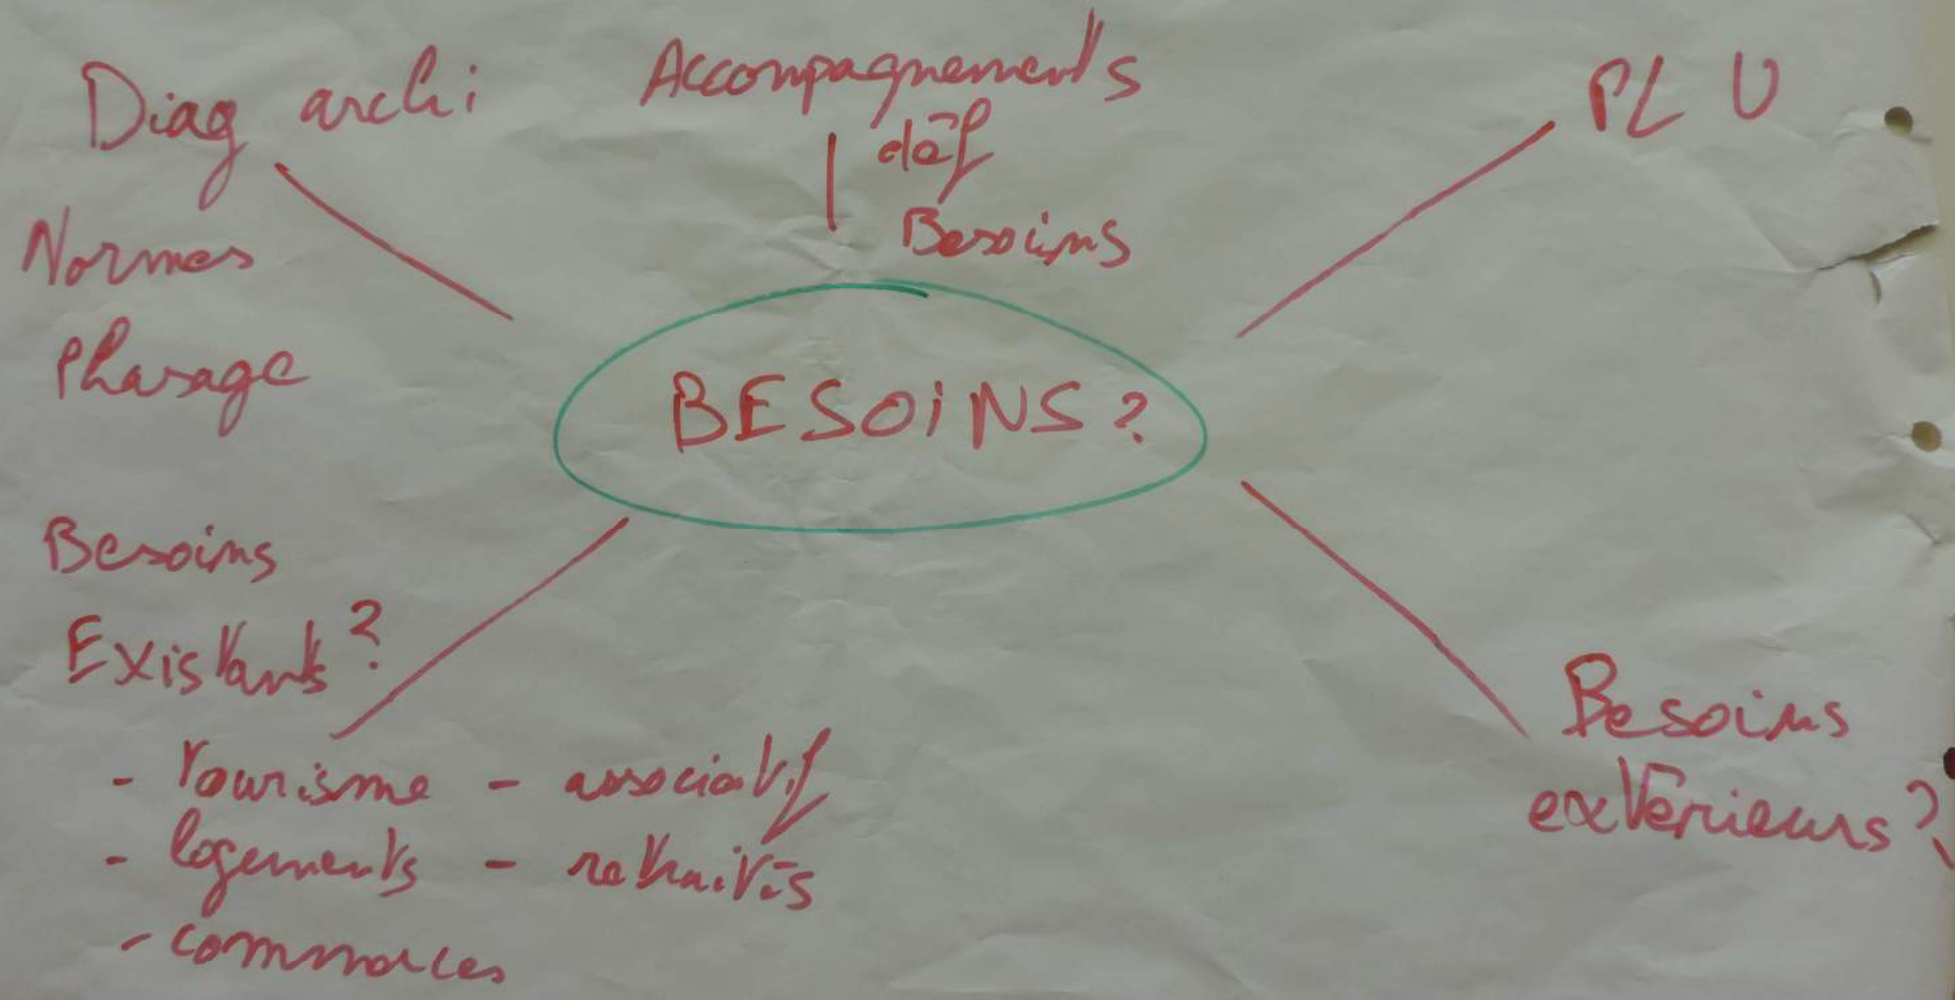 Diag archi
Normes
Phasage
Accompagnements
déf
Besoins
PLU
BESOiNS ?
Besoins
Existants ?
- Tourisme - associatif
- logements - retraités
- commerces
Besoins
extérieurs ?